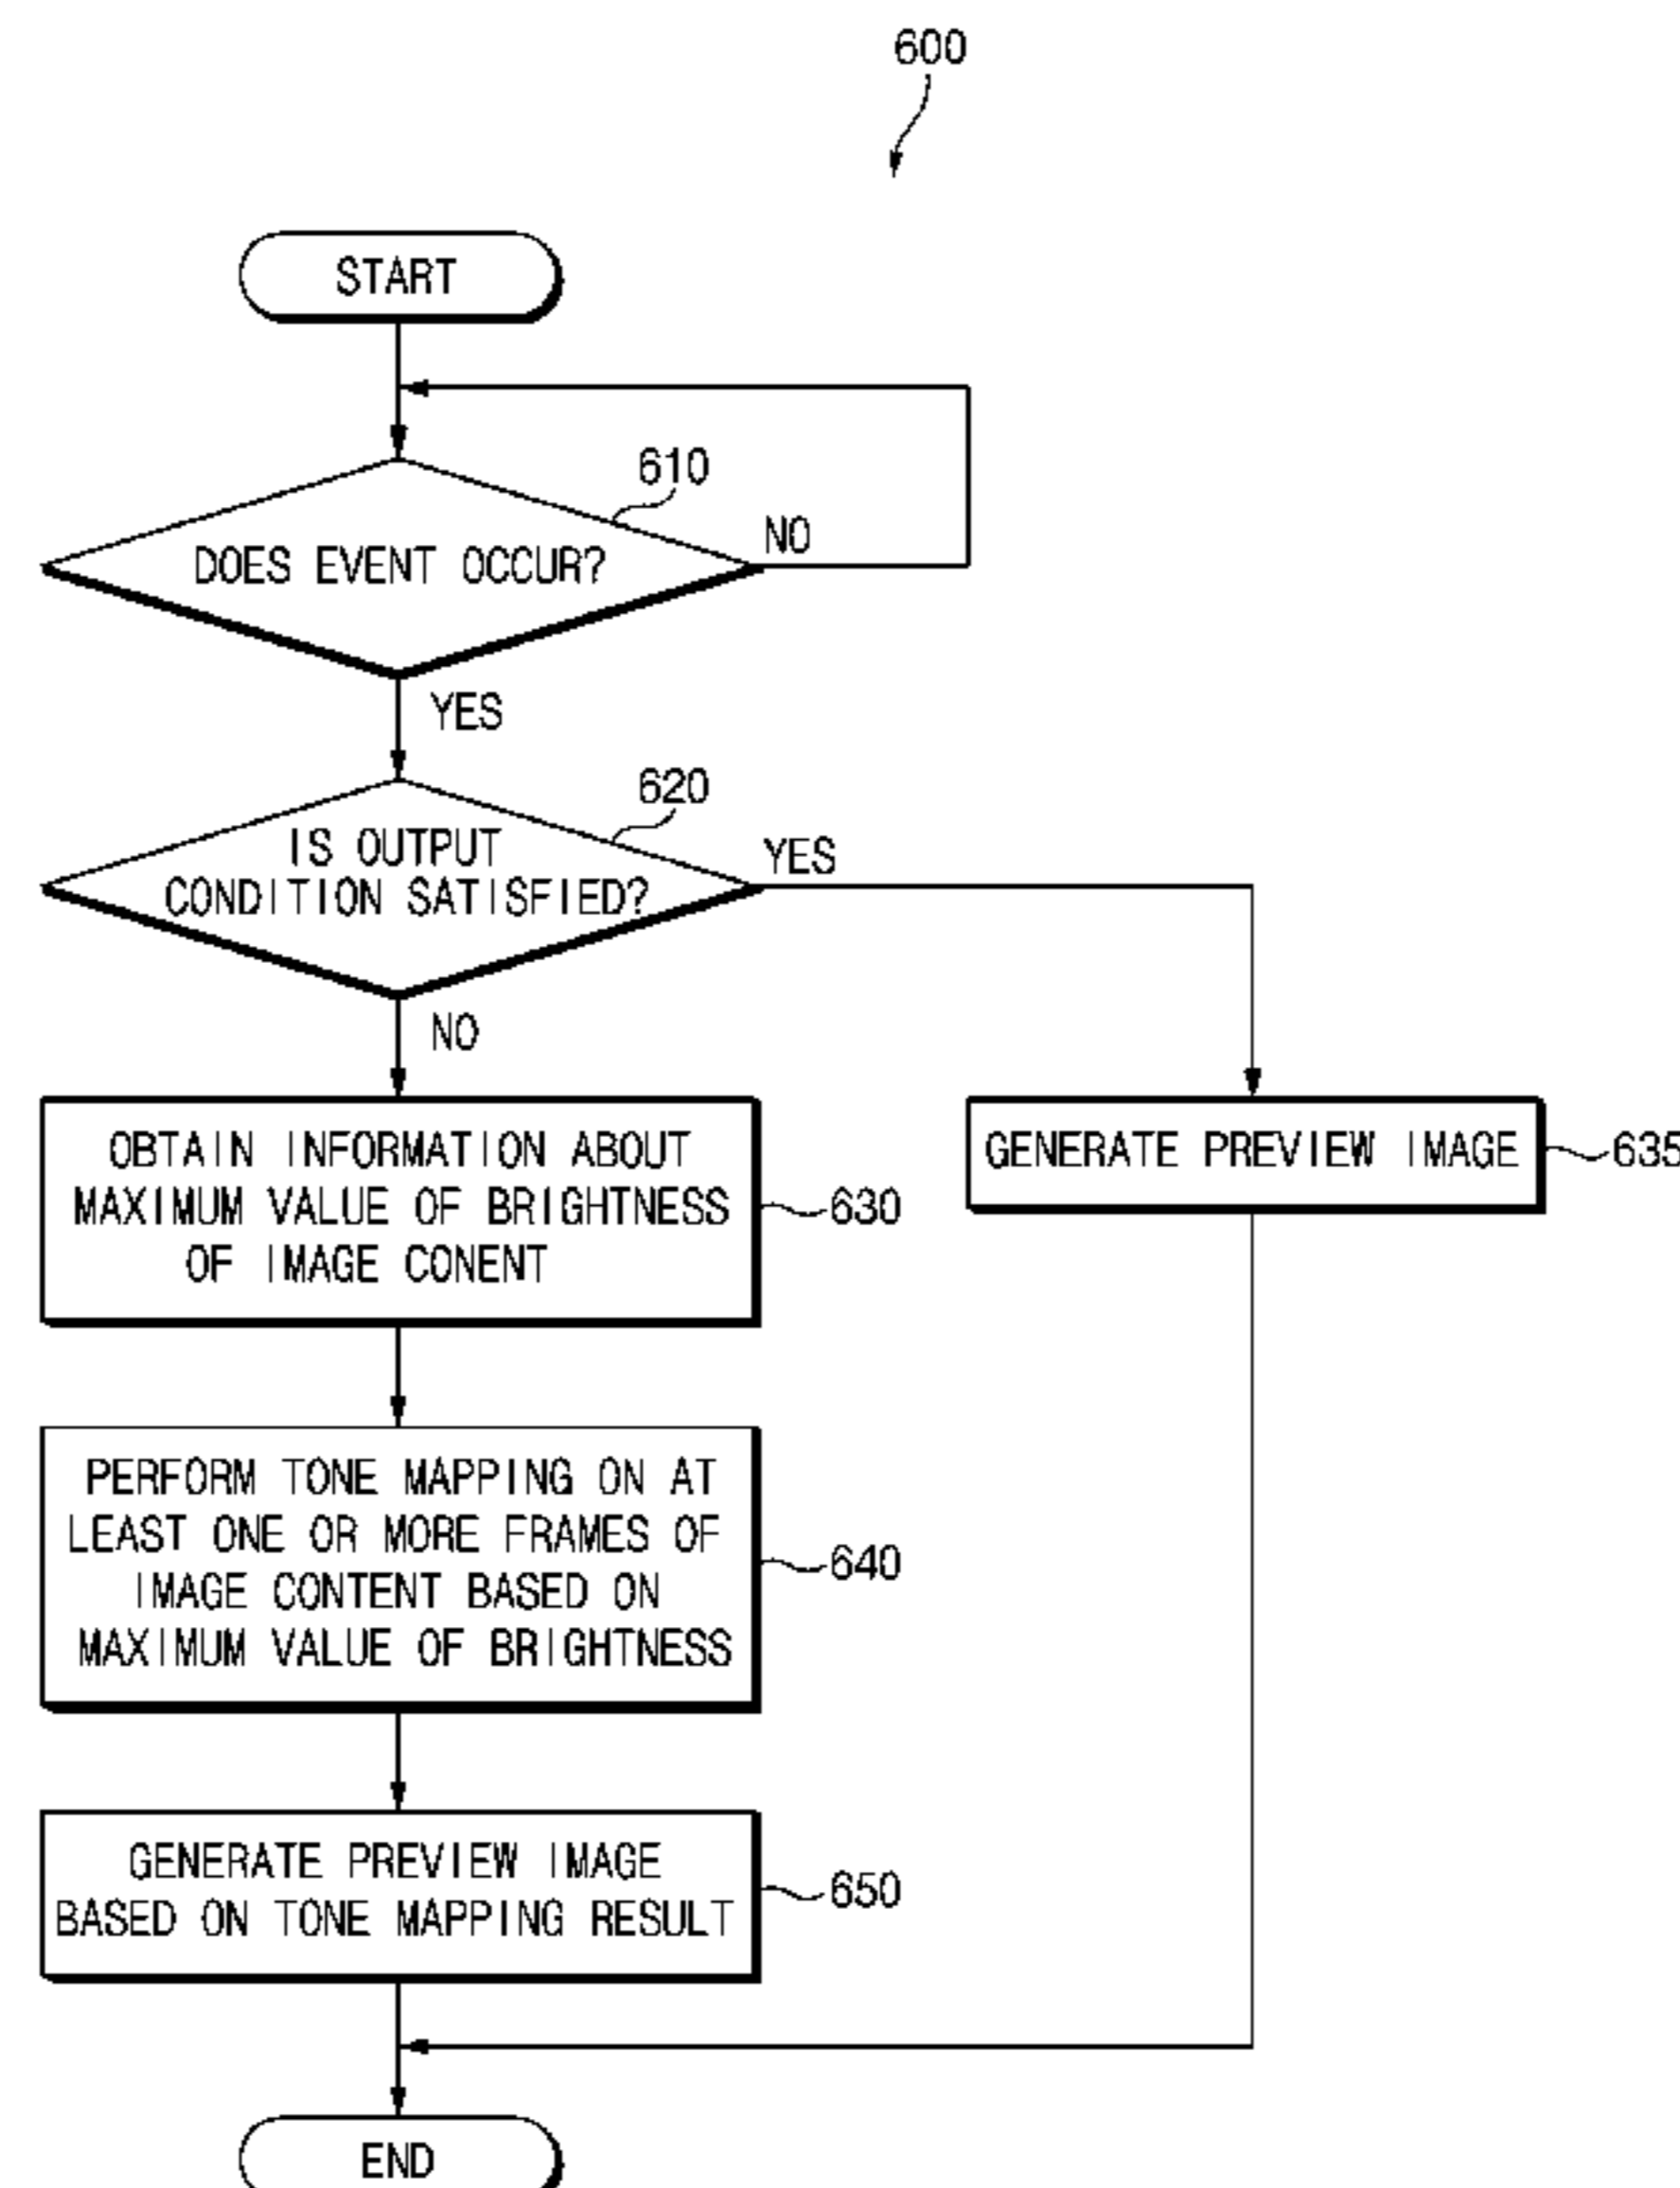 600
START
610
DOES EVENT OCCUR?
NO
YES
620
IS OUTPUT
CONDITION SATISFIED?
YES
NO
OBTAIN INFORMATION ABOUT
MAXIMUM VALUE OF BRIGHTNESS
OF IMAGE CONENT
630
GENERATE PREVIEW IMAGE
635
PERFORM TONE MAPPING ON AT
LEAST ONE OR MORE FRAMES OF
IMAGE CONTENT BASED ON
MAXIMUM VALUE OF BRIGHTNESS
640
GENERATE PREVIEW IMAGE
BASED ON TONE MAPPING RESULT
650
END